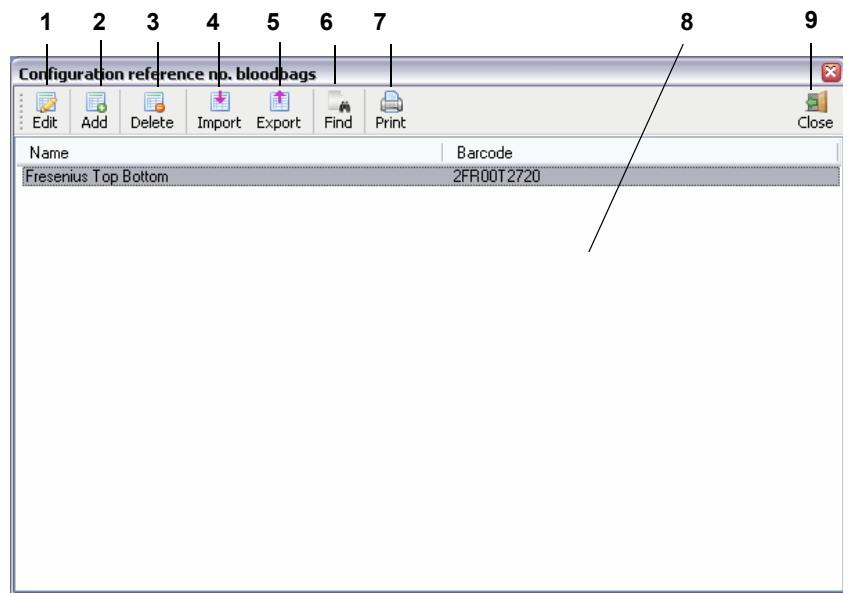 1 2 3 4 5 6 7 8 9
Configuration reference no. bloodbags
Edit Add Delete Import Export Find Print Close
Name Barcode
Fresenius Top Bottom 2FR00T2720